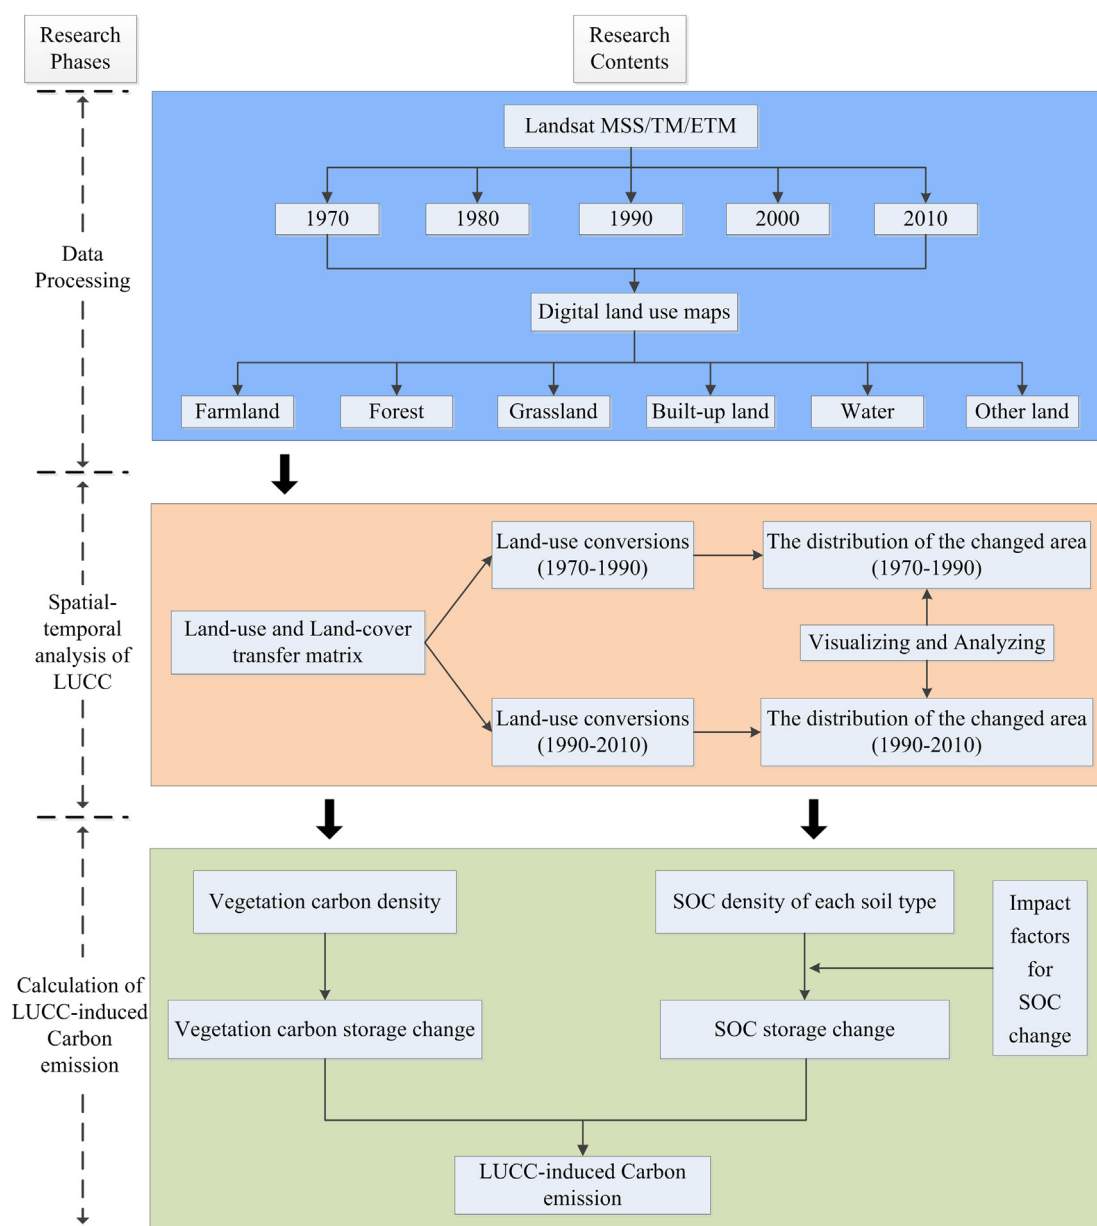 Research
Phases
Research
Contents
Data
Processing
Landsat MSS/TM/ETM
1970
1980
1990
2000
2010
Digital land use maps
Farmland
Forest
Grassland
Built-up land
Water
Other land
Spatial-
temporal
analysis of
LUCC
Land-use and Land-cover
transfer matrix
Land-use conversions
(1970-1990)
The distribution of the changed area
(1970-1990)
Visualizing and Analyzing
Land-use conversions
(1990-2010)
The distribution of the changed area
(1990-2010)
Calculation of
LUCC-induced
Carbon
emission
Vegetation carbon density
SOC density of each soil type
Impact
factors
for
SOC
change
Vegetation carbon storage change
SOC storage change
LUCC-induced Carbon
emission